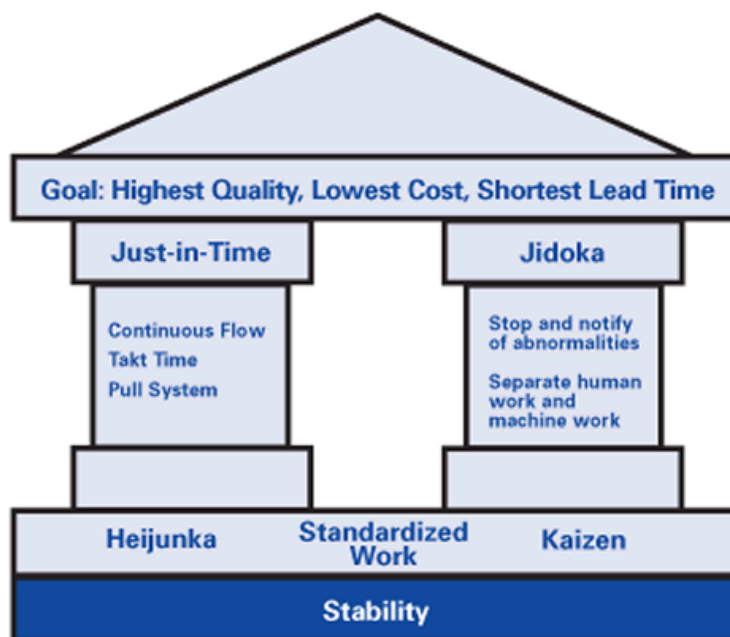 Goal: Highest Quality, Lowest Cost, Shortest Lead Time
Just-in-Time
Continuous Flow
Takt Time
Pull System
Jidoka
Stop and notify
of abnormalities
Separate human
work and
machine work
Heijunka
Standardized
Work
Kaizen
Stability